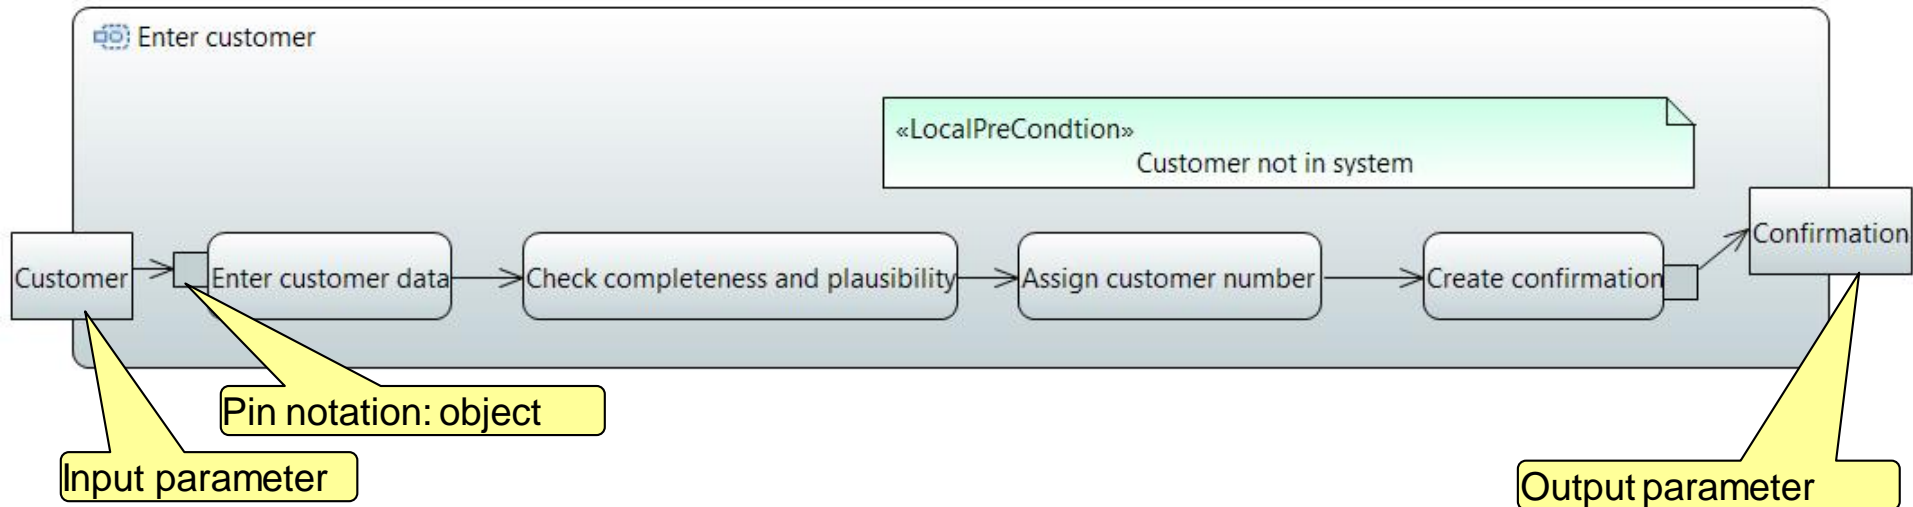 Enter customer
«LocalPreCondtion»
Customer not in system
Customer
Enter customer data
Check completeness and plausibility
Assign customer number
Create confirmation
Confirmation
Pin notation: object
Input parameter
Output parameter